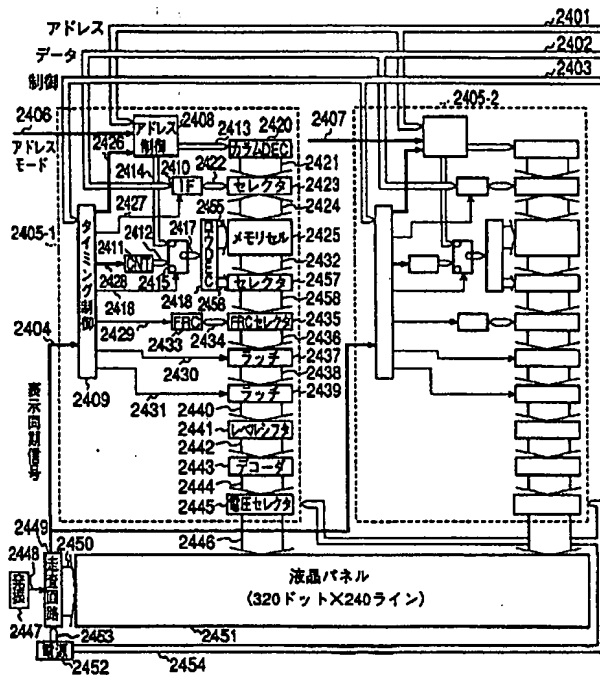 アドレス
2401
データ
2402
制御
2403
2406
アドレス
モード
2426
アドレス
制御
2408
2413
2420
2407
2405-2
カラムDEC
2421
2414
2410
2422
IF
セレクタ
2423
2427
2424
2405-1
タイミング制御
2411
2412
2417
2455
ロウDEC
メモリセル
2425
CNT
2432
2428
2415
2418
2456
セレクタ
2457
2418
2458
2404
2429
FRC
FRCセレクタ
2435
2433
2434
2436
ラッチ
2437
2430
2438
2409
ラッチ
2439
2431
2440
表示同期信号
2441
レベルシフタ
2442
2443
デコーダ
2444
2445
電圧セレクタ
2449
2446
2448
2450
発振
走査回路
液晶パネル
(320ドット×240ライン)
2447
2453
2451
電源
2452
2454